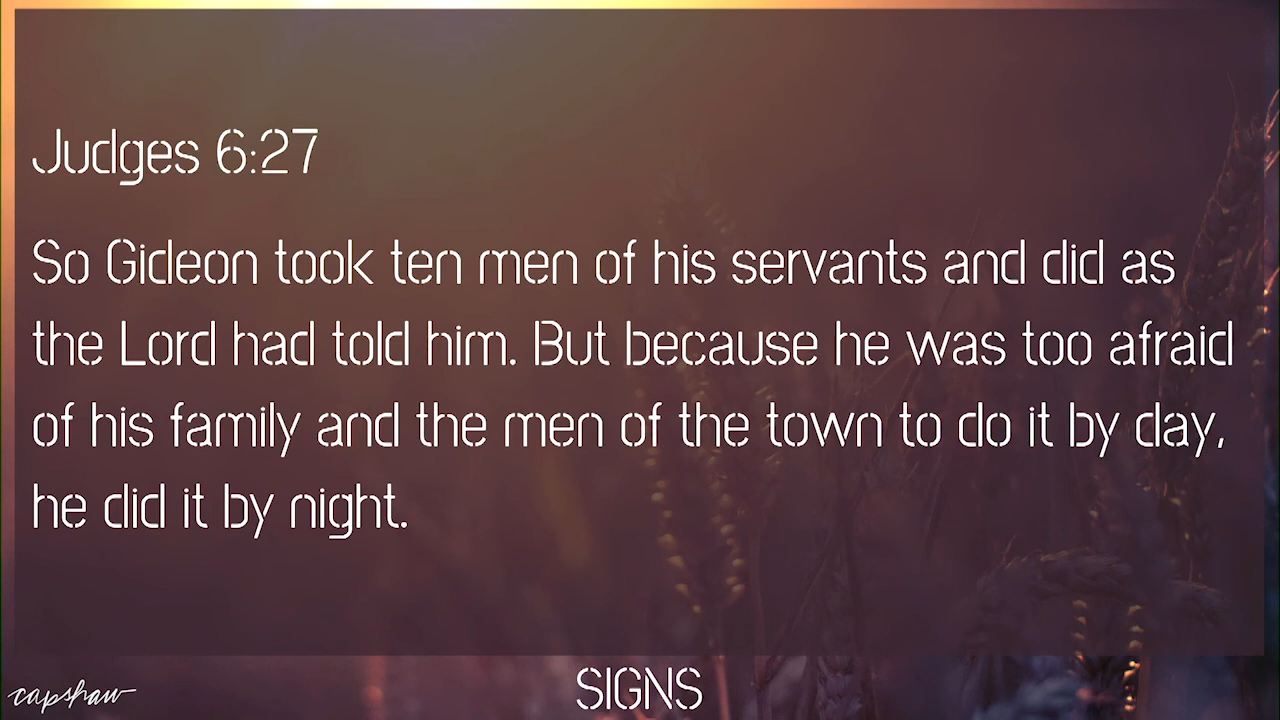 Judges 6:27
So Gideon took ten men of his servants and did as
the Lord had told him. But because he was too afraid
of his family and the men of the town to do it by day,
he did it by night.
SIGNS
capshaw